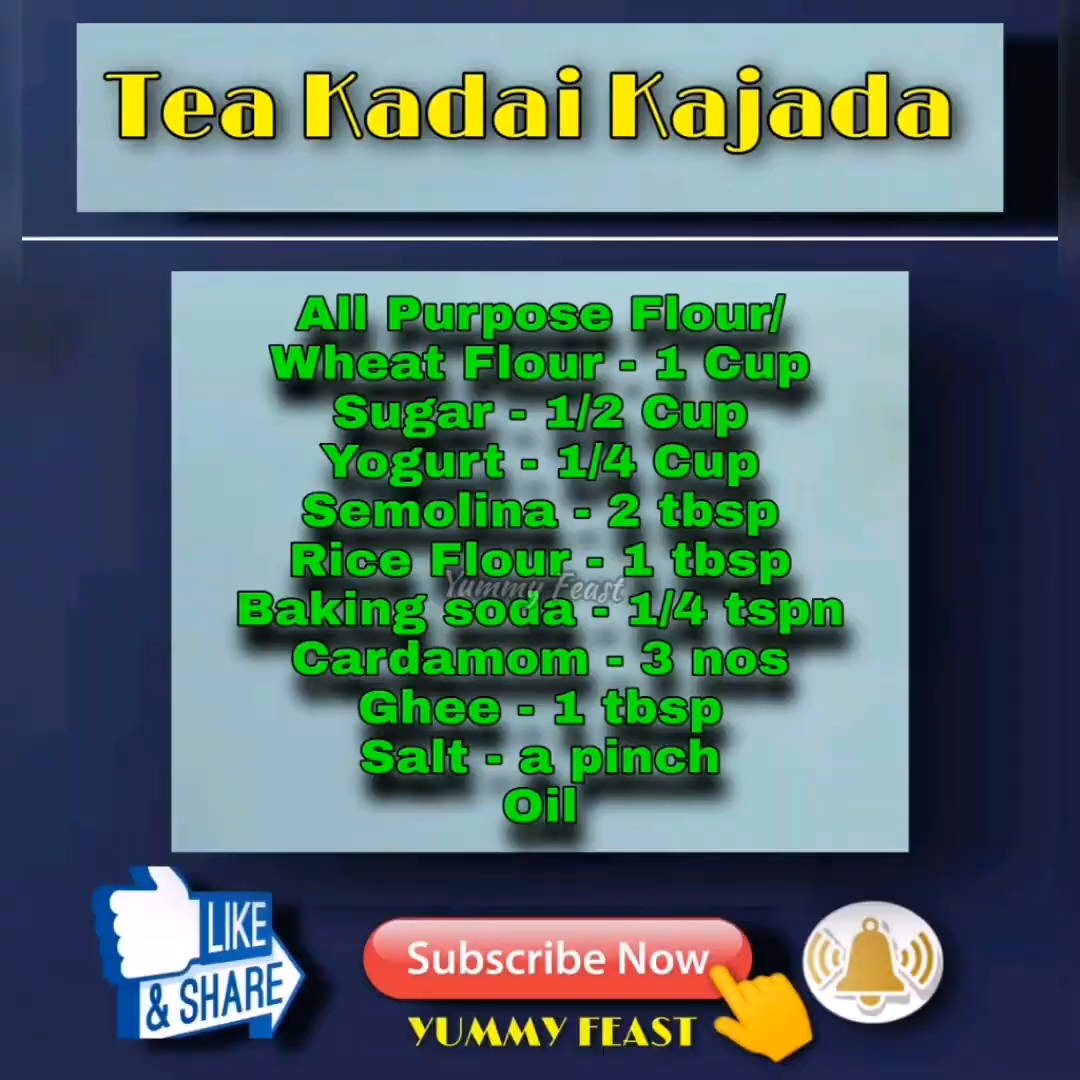 Tea Kadai Kajada
All Purpose Flour/
Wheat Flour - 1 Cup
Sugar - 1/2 Cup
Yogurt - 1/4 Cup
Semolina - 2 tbsp
Rice Flour - 1 tbsp
Yummy Feast
Baking soda - 1/4 tspn
Cardamom - 3 nos
Ghee - 1 tbsp
Salt - a pinch
Oil
LIKE
& SHARE
Subscribe Now
YUMMY FEAST